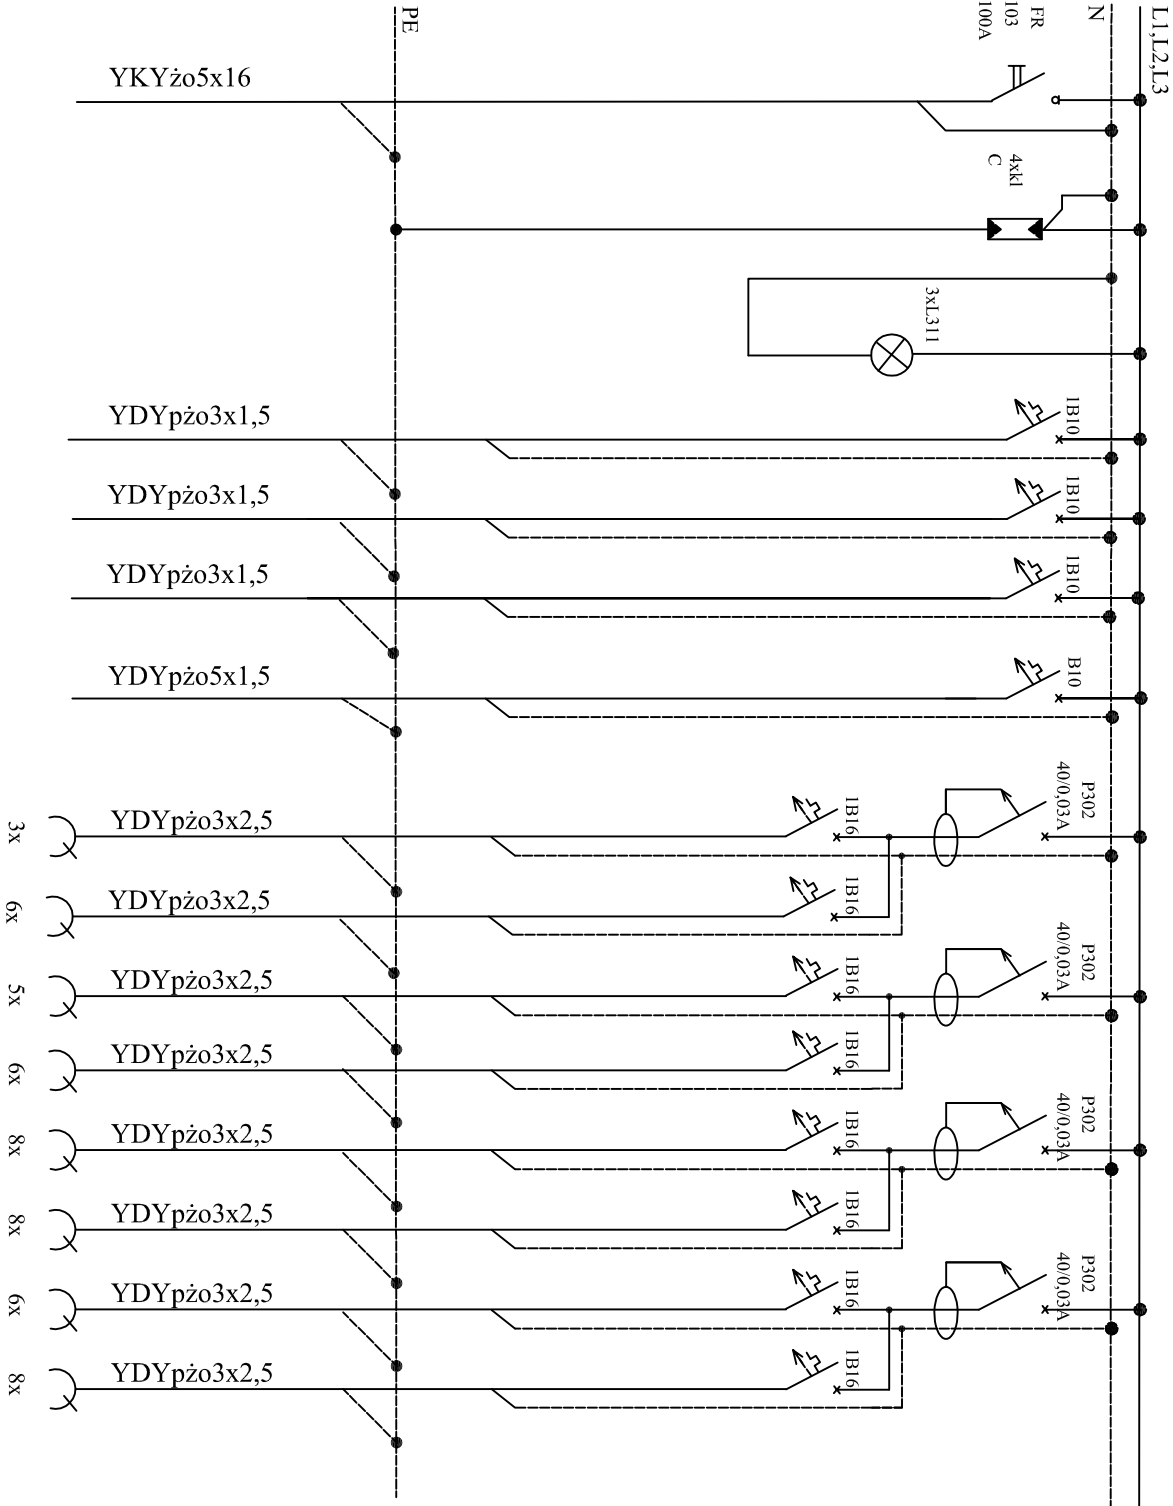 L1,L2,L3
N
PE
FR
103
100A
YKYżo5x16
4xkl
C
3xL311
YDYpżo3x1,5
1B10
YDYpżo3x1,5
1B10
YDYpżo3x1,5
1B10
YDYpżo5x1,5
B10
P302
40/0,03A
YDYpżo3x2,5
1B16
3x
YDYpżo3x2,5
1B16
6x
P302
40/0,03A
YDYpżo3x2,5
1B16
5x
YDYpżo3x2,5
1B16
6x
P302
40/0,03A
YDYpżo3x2,5
1B16
8x
YDYpżo3x2,5
1B16
8x
P302
40/0,03A
YDYpżo3x2,5
1B16
6x
YDYpżo3x2,5
1B16
8x